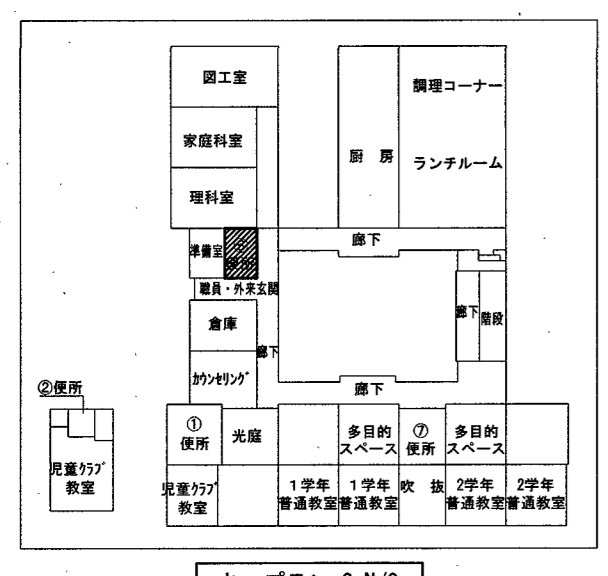 図工室
調理コーナー
家庭科室
厨 房
ランチルーム
理科室
準備室
便所
廊下
職員・外来玄関
倉庫
廊下
階段
廊下
カウンセリング
廊下
②便所
①
便所
光庭
多目的
スペース
⑦
便所
多目的
スペース
児童クラブ
教室
児童クラブ
教室
1学年
普通教室
1学年
普通教室
吹 抜
2学年
普通教室
2学年
普通教室